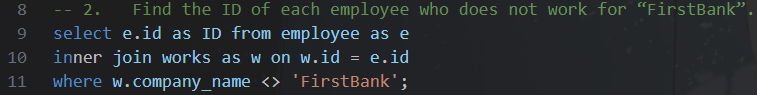 8 -- 2.   Find the ID of each employee who does not work for “FirstBank”.
9 select e.id as ID from employee as e
10 inner join works as w on w.id = e.id
11 where w.company_name <> 'FirstBank';